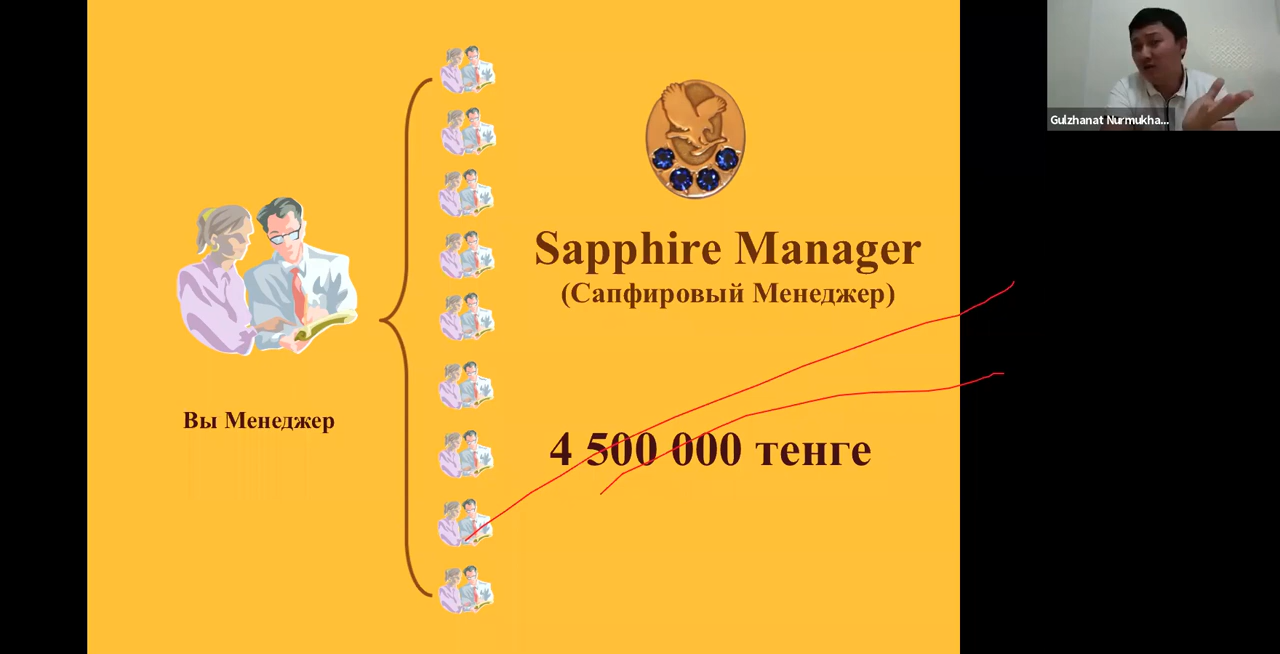 Gulzhanat Nurmukha...
Sapphire Manager
(Сапфировый Менеджер)
Вы Менеджер
4 500 000 тенге